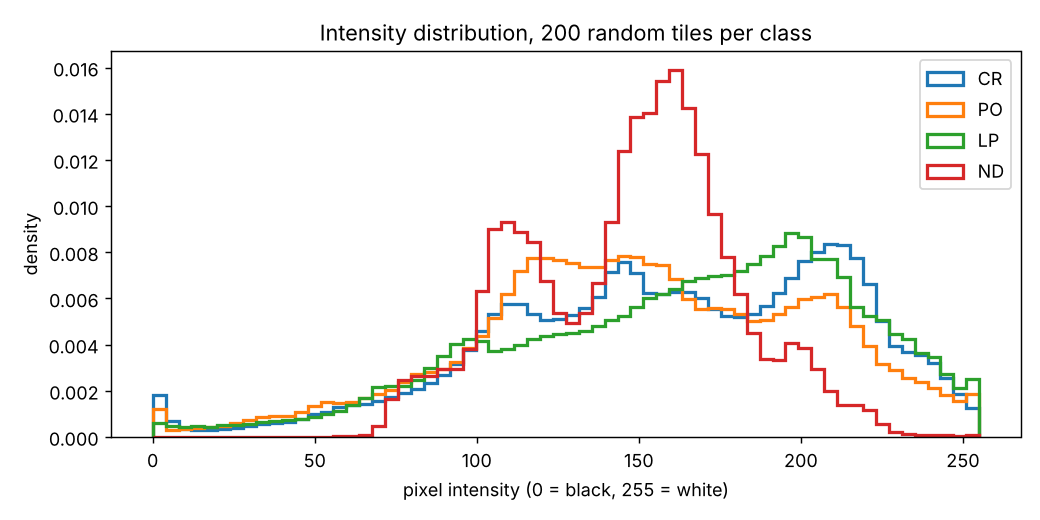 Intensity distribution, 200 random tiles per class
0.016
0.014
0.012
0.010
0.008
0.006
0.004
0.002
0.000
density
CR
PO
LP
ND
0 50 100 150 200 250
pixel intensity (0 = black, 255 = white)